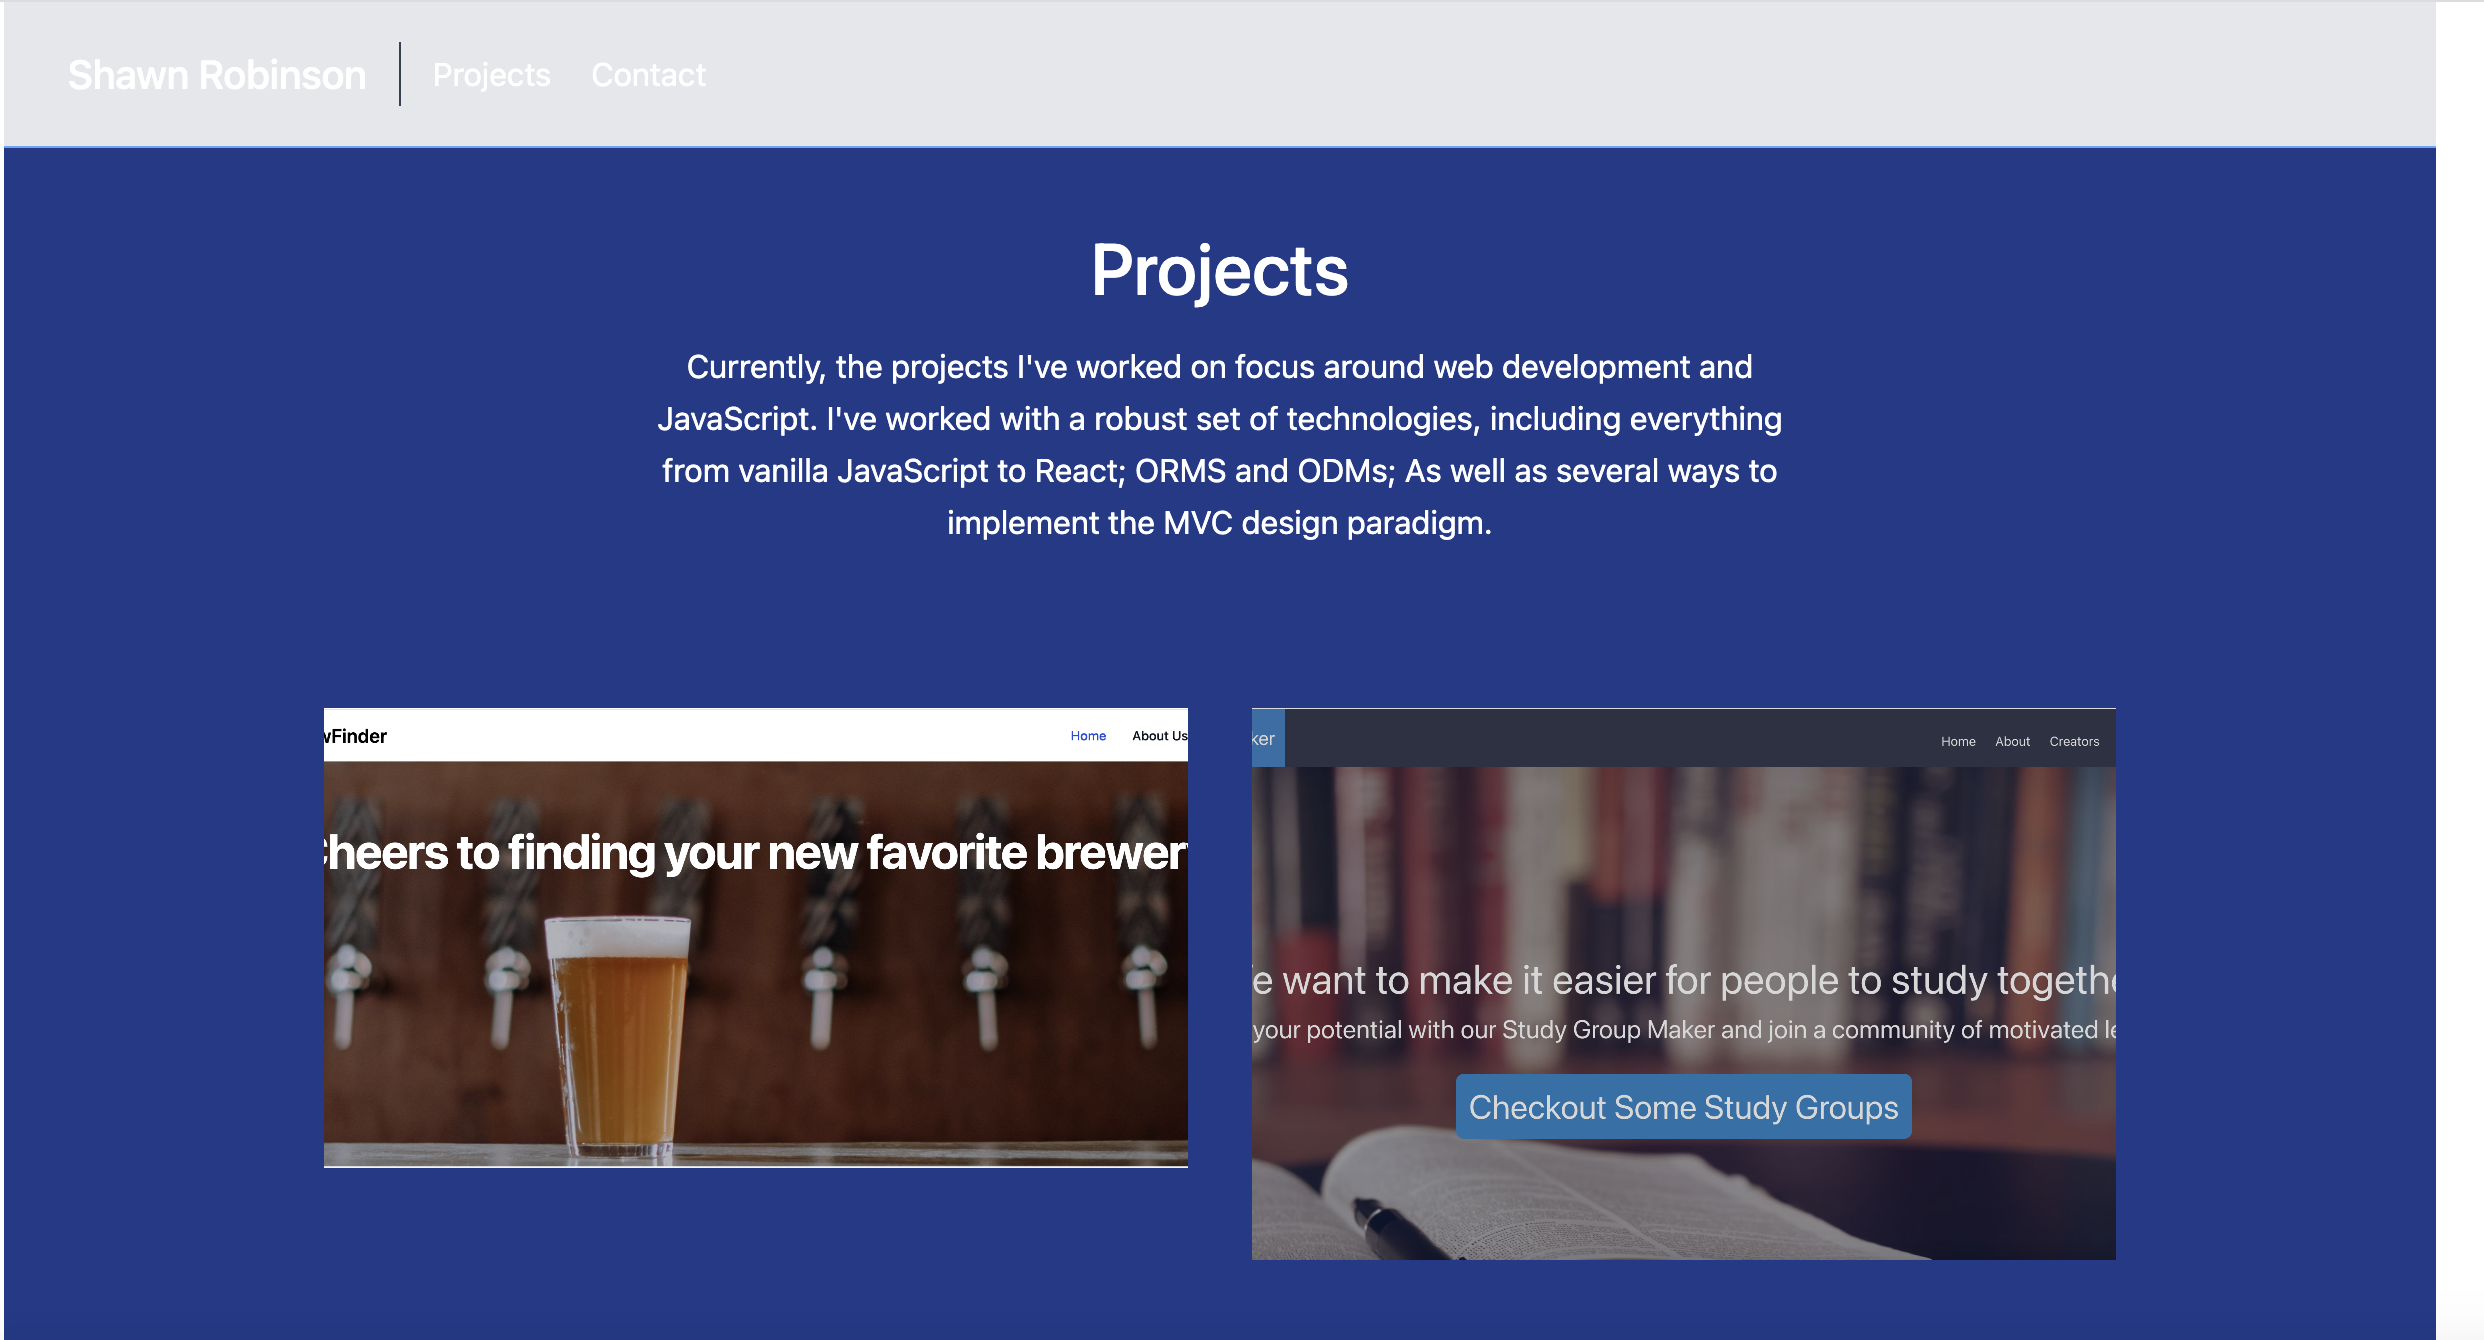 Shawn Robinson
Projects
Contact
Projects
Currently, the projects I've worked on focus around web development and
JavaScript. I've worked with a robust set of technologies, including everything
from vanilla JavaScript to React; ORMS and ODMs; As well as several ways to
implement the MVC design paradigm.
wFinder
Home
About Us
Cheers to finding your new favorite brewery
ker
Home
About
Creators
e want to make it easier for people to study togethe
your potential with our Study Group Maker and join a community of motivated le
Checkout Some Study Groups